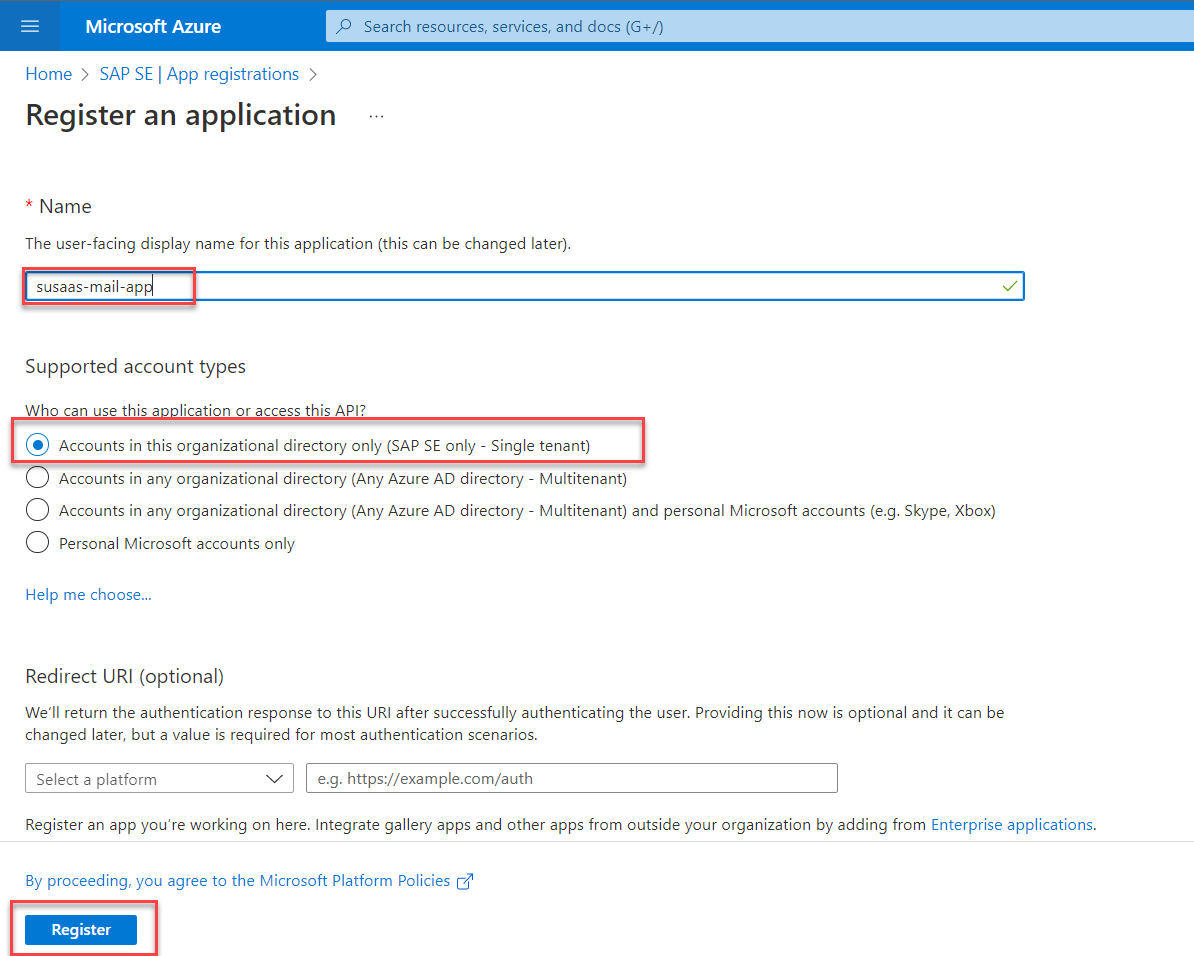 Microsoft Azure
Search resources, services, and docs (G+/)
Home > SAP SE | App registrations >
Register an application ...
* Name
The user-facing display name for this application (this can be changed later).
susaas-mail-app
Supported account types
Who can use this application or access this API?
Accounts in this organizational directory only (SAP SE only - Single tenant)
Accounts in any organizational directory (Any Azure AD directory - Multitenant)
Accounts in any organizational directory (Any Azure AD directory - Multitenant) and personal Microsoft accounts (e.g. Skype, Xbox)
Personal Microsoft accounts only
Help me choose...
Redirect URI (optional)
We'll return the authentication response to this URI after successfully authenticating the user. Providing this now is optional and it can be
changed later, but a value is required for most authentication scenarios.
Select a platform
e.g. https://example.com/auth
Register an app you're working on here. Integrate gallery apps and other apps from outside your organization by adding from Enterprise applications.
By proceeding, you agree to the Microsoft Platform Policies
Register